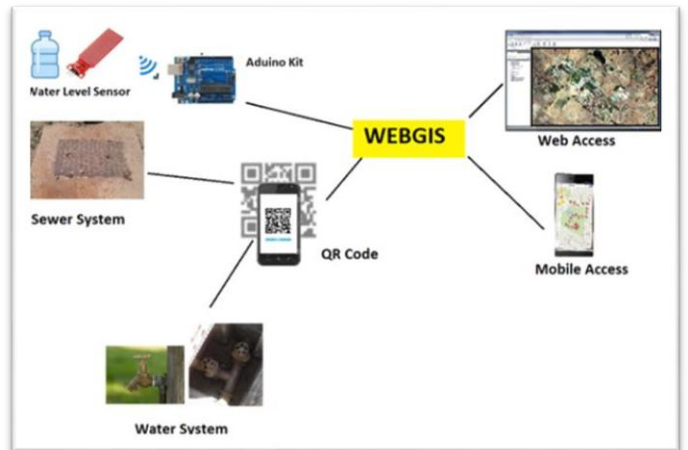 Water Level Sensor
Aduino Kit
WEBGIS
Web Access
Sewer System
QR Code
Mobile Access
Water System